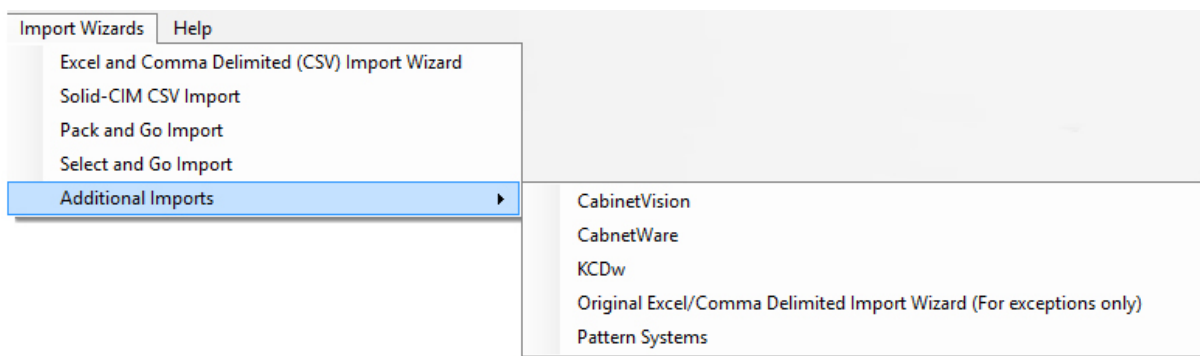 Import Wizards Help
Excel and Comma Delimited (CSV) Import Wizard
Solid-CIM CSV Import
Pack and Go Import
Select and Go Import
Additional Imports
CabinetVision
CabnetWare
KCDw
Original Excel/Comma Delimited Import Wizard (For exceptions only)
Pattern Systems